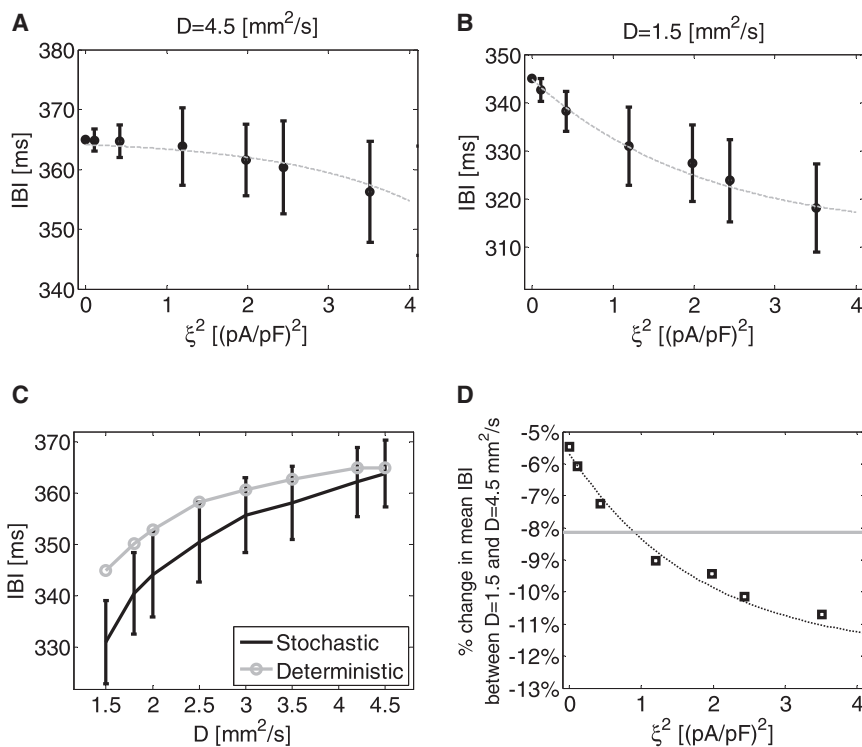 A
D=4.5 [mm²/s]
IBI [ms]
380
370
360
350
340
0
1
2
3
4
ξ² [(pA/pF)²]
B
D=1.5 [mm²/s]
IBI [ms]
350
340
330
320
310
0
1
2
3
4
ξ² [(pA/pF)²]
C
IBI [ms]
370
360
350
340
330
1.5
2
2.5
3
3.5
4
4.5
D [mm²/s]
Stochastic
Deterministic
D
% change in mean IBI
between D=1.5 and D=4.5 mm²/s
-5%
-6%
-7%
-8%
-9%
-10%
-11%
-12%
-13%
0
1
2
3
4
ξ² [(pA/pF)²]